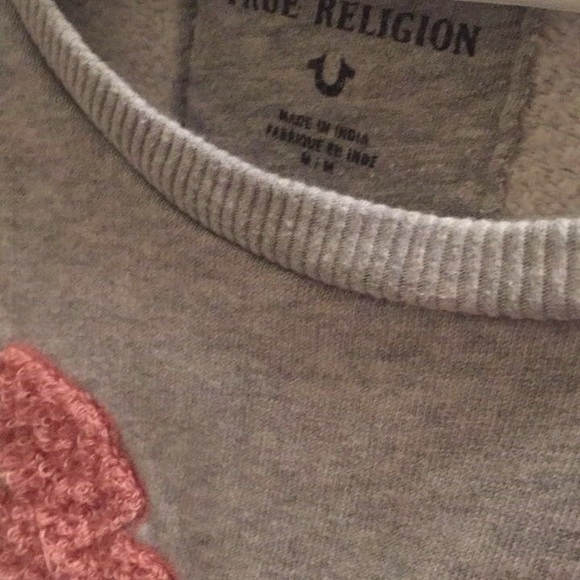 TRUE RELIGION
MADE IN INDIA
FABRIQUE EN INDE
M / M